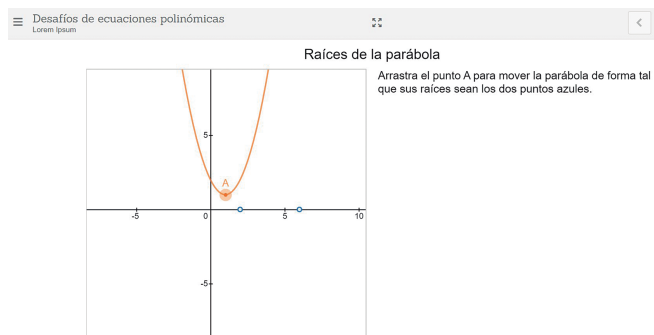 Desafíos de ecuaciones polinómicas
Lorem Ipsum
Raíces de la parábola
Arrastra el punto A para mover la parábola de forma tal
que sus raíces sean los dos puntos azules.
5
A
-5
0
5
10
-5